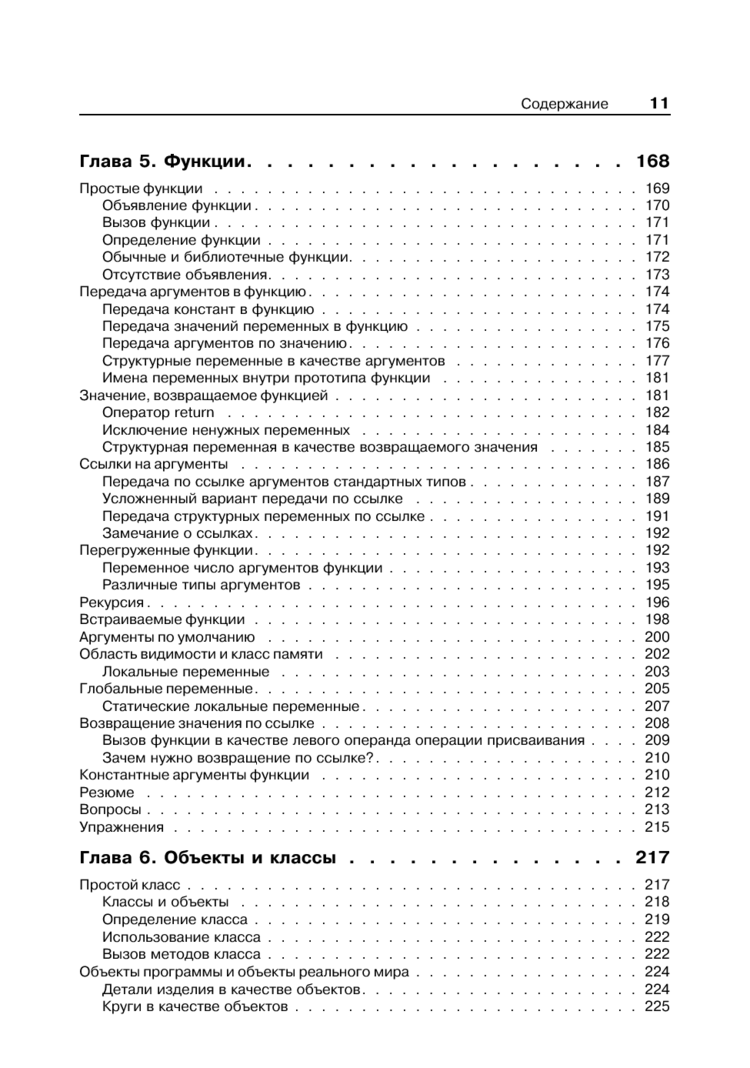 Содержание 11
Глава 5. Функции. . . . . . . . . . . . . . . . . . 168
Простые функции . . . . . . . . . . . . . . . . . . . . . . . . . . . . . . . . 169
Объявление функции . . . . . . . . . . . . . . . . . . . . . . . . . . . . . 170
Вызов функции . . . . . . . . . . . . . . . . . . . . . . . . . . . . . . . . 171
Определение функции . . . . . . . . . . . . . . . . . . . . . . . . . . . . 171
Обычные и библиотечные функции. . . . . . . . . . . . . . . . . . . . . . 172
Отсутствие объявления. . . . . . . . . . . . . . . . . . . . . . . . . . . . 173
Передача аргументов в функцию . . . . . . . . . . . . . . . . . . . . . . . . . 174
Передача констант в функцию . . . . . . . . . . . . . . . . . . . . . . . . 174
Передача значений переменных в функцию . . . . . . . . . . . . . . . . . 175
Передача аргументов по значению. . . . . . . . . . . . . . . . . . . . . . 176
Структурные переменные в качестве аргументов . . . . . . . . . . . . . . 177
Имена переменных внутри прототипа функции . . . . . . . . . . . . . . . 181
Значение, возвращаемое функцией . . . . . . . . . . . . . . . . . . . . . . . 181
Оператор return . . . . . . . . . . . . . . . . . . . . . . . . . . . . . . . 182
Исключение ненужных переменных . . . . . . . . . . . . . . . . . . . . . 184
Структурная переменная в качестве возвращаемого значения . . . . . . . 185
Ссылки на аргументы . . . . . . . . . . . . . . . . . . . . . . . . . . . . . . 186
Передача по ссылке аргументов стандартных типов . . . . . . . . . . . . . 187
Усложненный вариант передачи по ссылке . . . . . . . . . . . . . . . . . 189
Передача структурных переменных по ссылке . . . . . . . . . . . . . . . . 191
Замечание о ссылках. . . . . . . . . . . . . . . . . . . . . . . . . . . . . 192
Перегруженные функции. . . . . . . . . . . . . . . . . . . . . . . . . . . . . 192
Переменное число аргументов функции . . . . . . . . . . . . . . . . . . . 193
Различные типы аргументов . . . . . . . . . . . . . . . . . . . . . . . . . 195
Рекурсия . . . . . . . . . . . . . . . . . . . . . . . . . . . . . . . . . . . . . 196
Встраиваемые функции . . . . . . . . . . . . . . . . . . . . . . . . . . . . . 198
Аргументы по умолчанию . . . . . . . . . . . . . . . . . . . . . . . . . . . . 200
Область видимости и класс памяти . . . . . . . . . . . . . . . . . . . . . . . 202
Локальные переменные . . . . . . . . . . . . . . . . . . . . . . . . . . . 203
Глобальные переменные. . . . . . . . . . . . . . . . . . . . . . . . . . . . . 205
Статические локальные переменные . . . . . . . . . . . . . . . . . . . . . 207
Возвращение значения по ссылке . . . . . . . . . . . . . . . . . . . . . . . . 208
Вызов функции в качестве левого операнда операции присваивания . . . . 209
Зачем нужно возвращение по ссылке? . . . . . . . . . . . . . . . . . . . . 210
Константные аргументы функции . . . . . . . . . . . . . . . . . . . . . . . . 210
Резюме . . . . . . . . . . . . . . . . . . . . . . . . . . . . . . . . . . . . . 212
Вопросы . . . . . . . . . . . . . . . . . . . . . . . . . . . . . . . . . . . . . 213
Упражнения . . . . . . . . . . . . . . . . . . . . . . . . . . . . . . . . . . . 215
Глава 6. Объекты и классы . . . . . . . . . . . . . . 217
Простой класс . . . . . . . . . . . . . . . . . . . . . . . . . . . . . . . . . . 217
Классы и объекты . . . . . . . . . . . . . . . . . . . . . . . . . . . . . . 218
Определение класса . . . . . . . . . . . . . . . . . . . . . . . . . . . . . 219
Использование класса . . . . . . . . . . . . . . . . . . . . . . . . . . . . 222
Вызов методов класса . . . . . . . . . . . . . . . . . . . . . . . . . . . . 222
Объекты программы и объекты реального мира . . . . . . . . . . . . . . . . . 224
Детали изделия в качестве объектов. . . . . . . . . . . . . . . . . . . . . 224
Круги в качестве объектов . . . . . . . . . . . . . . . . . . . . . . . . . . 225